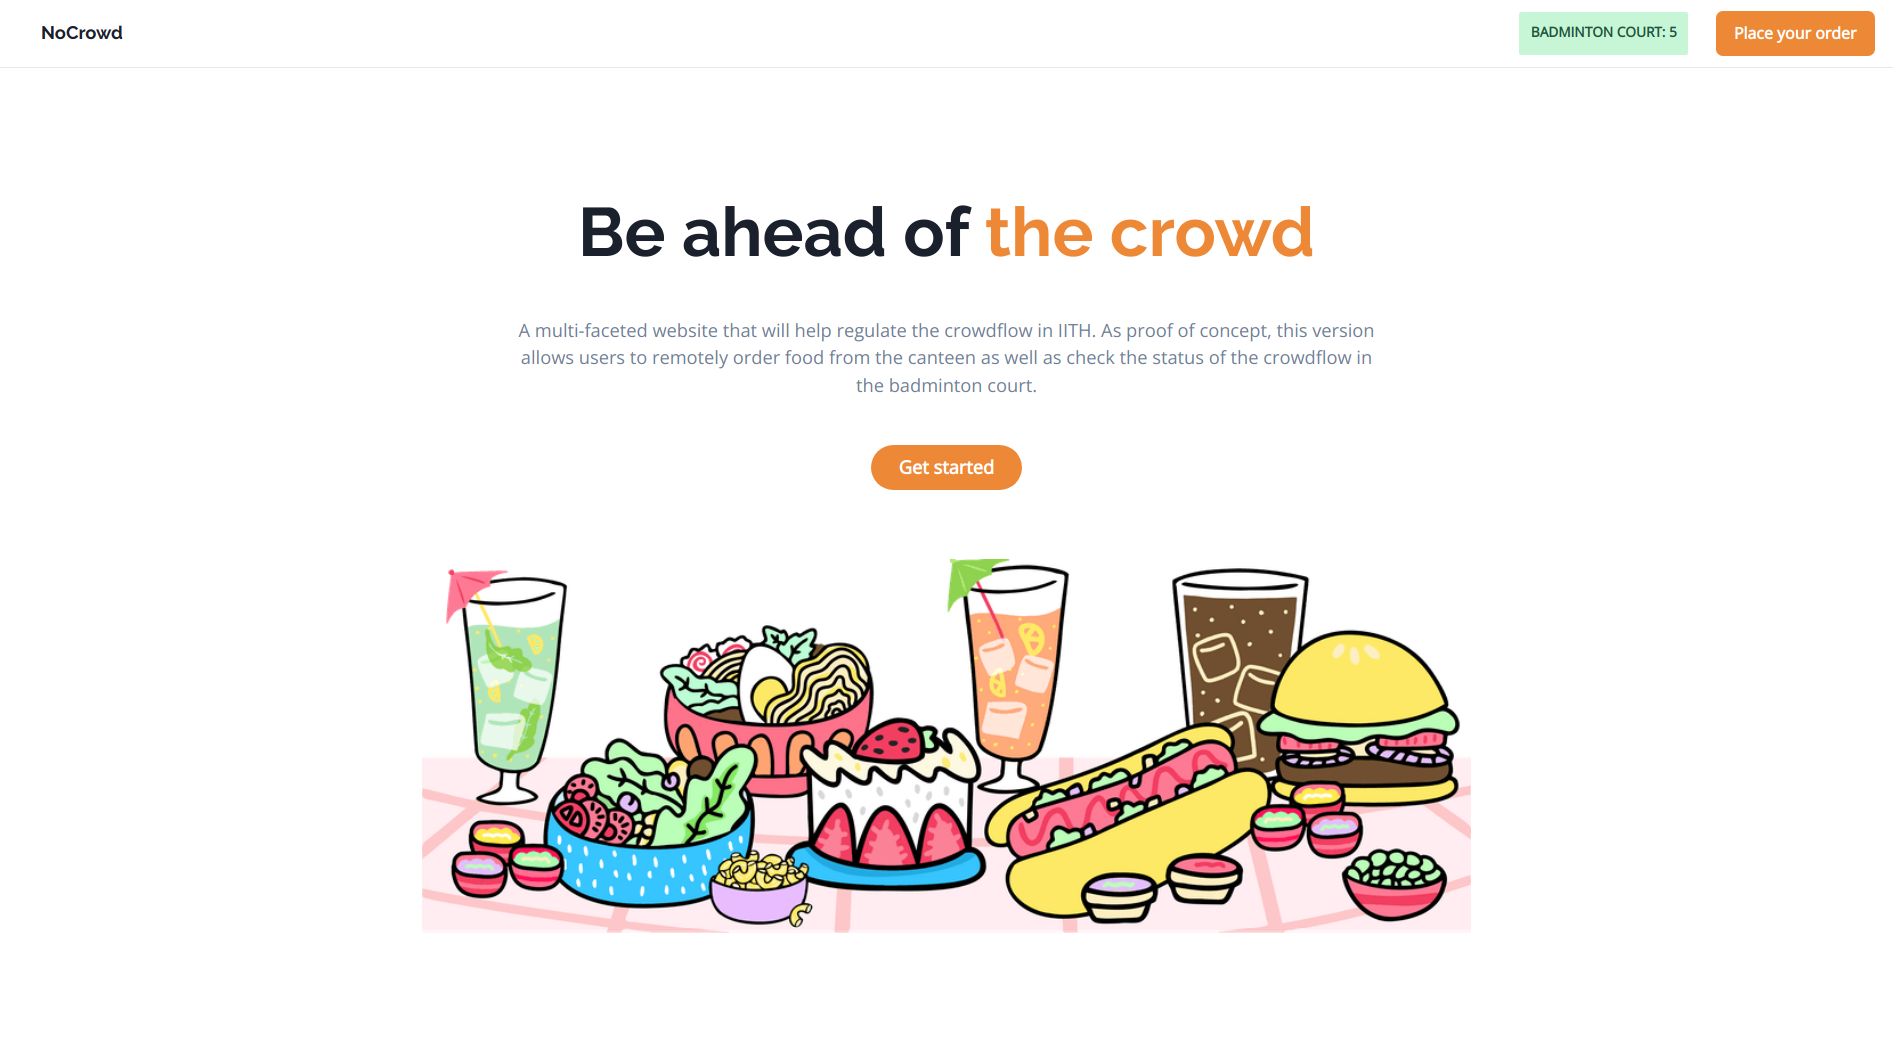 NoCrowd
BADMINTON COURT: 5
Place your order
Be ahead of the crowd
A multi-faceted website that will help regulate the crowdflow in IITH. As proof of concept, this version
allows users to remotely order food from the canteen as well as check the status of the crowdflow in
the badminton court.
Get started